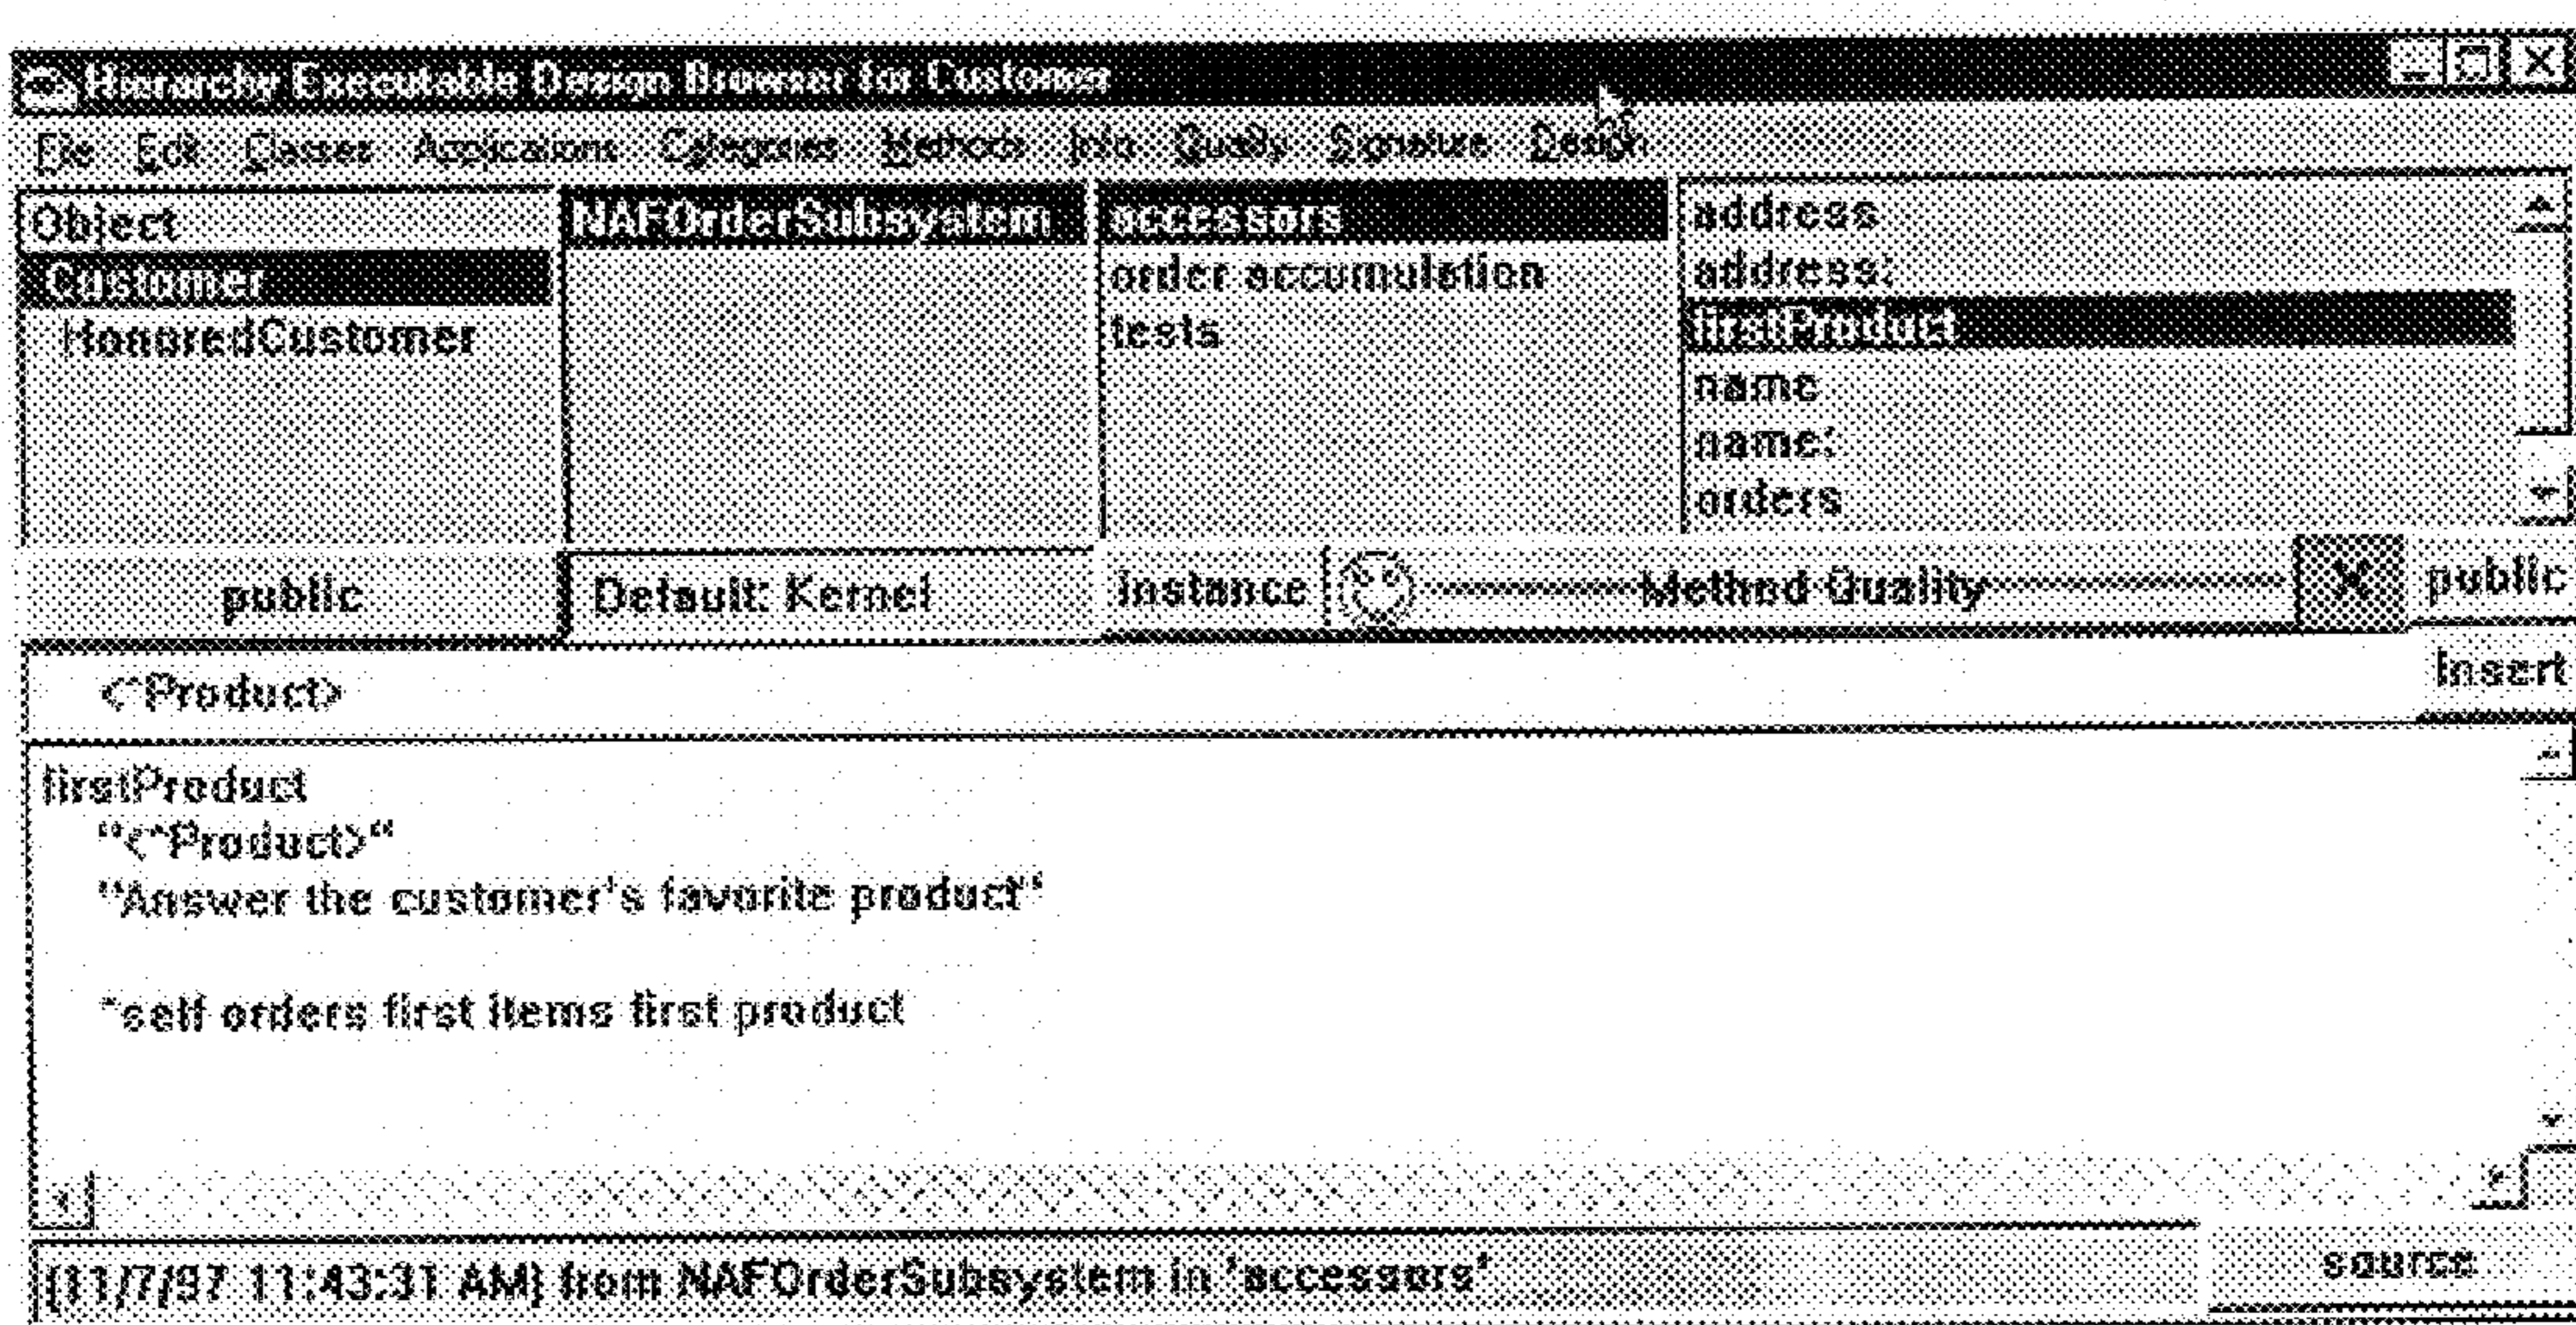 Hierarchy Executable Design Browser for Customer
File Edit Classes Applications Categories Methods Info Quality Signature Design
Object
Customer
HonoredCustomer
NAFOrderSubsystem
accessors
order accumulation
tests
address
address:
firstProduct
name
name:
orders
public
Default: Kernel
instance
Method Quality
X
public
<^Product>
Insert
firstProduct
"<^Product>"
"Answer the customer's favorite product"
^self orders first items first product
(11/7/97 11:43:31 AM) from NAFOrderSubsystem in 'accessors'
source